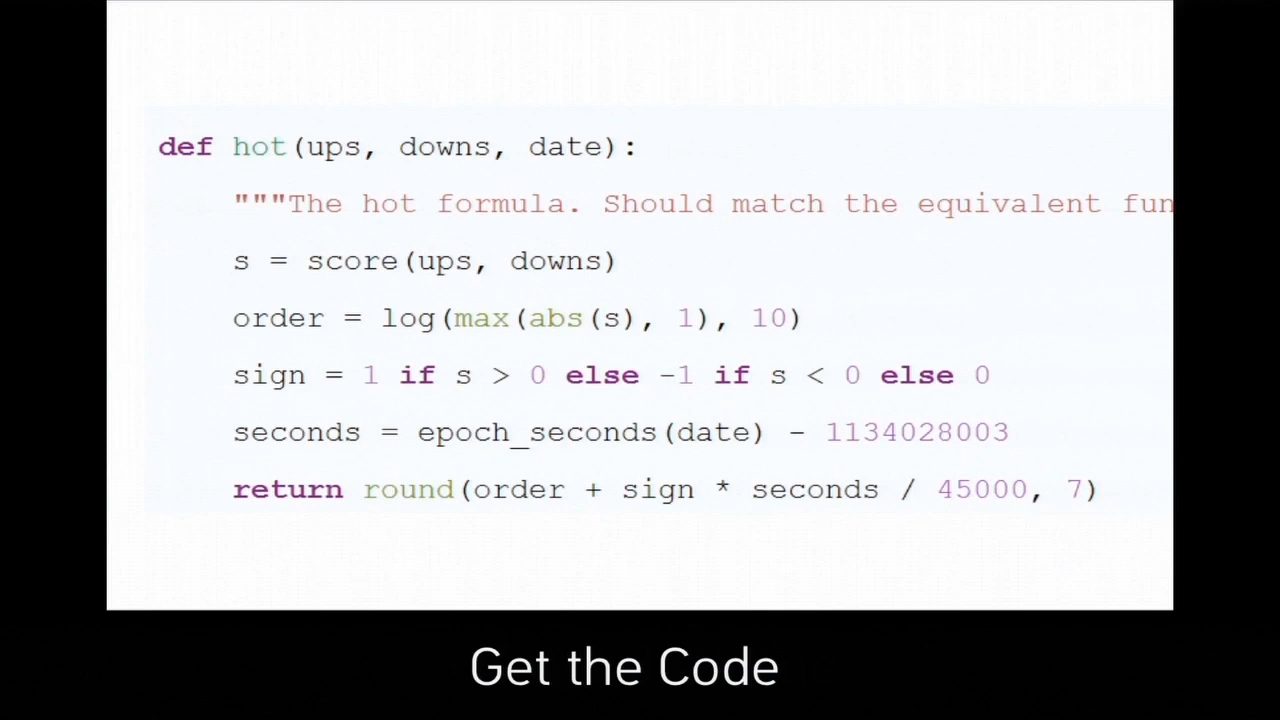 def hot(ups, downs, date):
"""The hot formula. Should match the equivalent fun
s = score(ups, downs)
order = log(max(abs(s), 1), 10)
sign = 1 if s > 0 else -1 if s < 0 else 0
seconds = epoch_seconds(date) - 1134028003
return round(order + sign * seconds / 45000, 7)
Get the Code